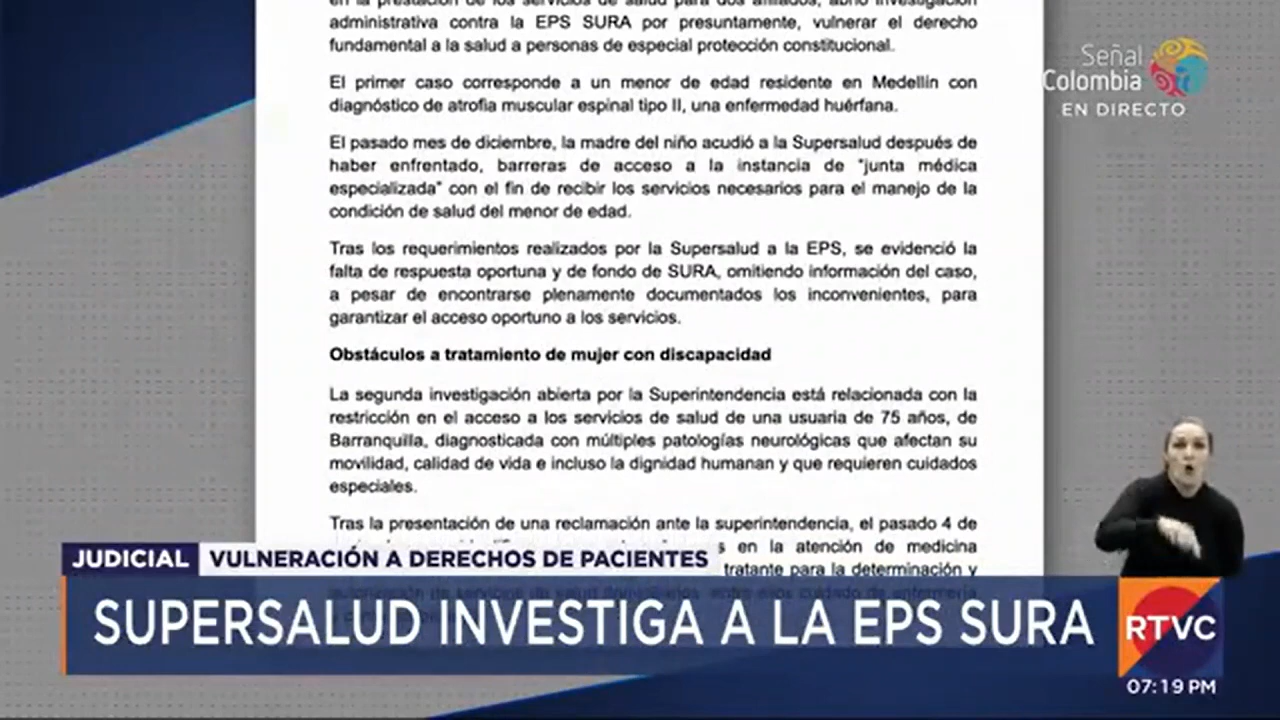 en la prestación de los servicios de salud para dos afiliados, abrió investigación
administrativa contra la EPS SURA por presuntamente, vulnerar el derecho
fundamental a la salud a personas de especial protección constitucional.
El primer caso corresponde a un menor de edad residente en Medellín con
diagnóstico de atrofia muscular espinal tipo II, una enfermedad huérfana.
El pasado mes de diciembre, la madre del niño acudió a la Supersalud después de
haber enfrentado, barreras de acceso a la instancia de "junta médica
especializada" con el fin de recibir los servicios necesarios para el manejo de la
condición de salud del menor de edad.
Tras los requerimientos realizados por la Supersalud a la EPS, se evidenció la
falta de respuesta oportuna y de fondo de SURA, omitiendo información del caso,
a pesar de encontrarse plenamente documentados los inconvenientes, para
garantizar el acceso oportuno a los servicios.
Obstáculos a tratamiento de mujer con discapacidad
La segunda investigación abierta por la Superintendencia está relacionada con la
restricción en el acceso a los servicios de salud de una usuaria de 75 años, de
Barranquilla, diagnosticada con múltiples patologías neurológicas que afectan su
movilidad, calidad de vida e incluso la dignidad humanan y que requieren cuidados
especiales.
Tras la presentación de una reclamación ante la superintendencia, el pasado 4 de
en la atención de medicina
tratante para la determinación y
Señal
Colombia
EN DIRECTO
JUDICIAL VULNERACIÓN A DERECHOS DE PACIENTES
SUPERSALUD INVESTIGA A LA EPS SURA
RTVC
07:19 PM